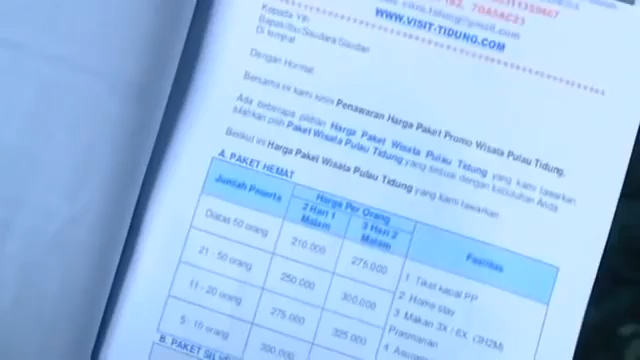 WWW.VISIT-TIDUNG.COM
Kepada Yth
Bapak/Ibu/Saudara/Saudari
Di tempat
Dengan Hormat
Bersama ini kami kirim Penawaran Harga Paket Promo Wisata Pulau Tidung,
Ada beberapa pilihan Harga Paket Wisata Pulau Tidung yang kami tawarkan
Silahkan pilih Paket Wisata Pulau Tidung yang sesuai dengan kebutuhan Anda
Berikut ini Harga Paket Wisata Pulau Tidung yang kami tawarkan
A. PAKET HEMAT
Jumlah Peserta Harga Per Orang Fasilitas
2 Hari 1 Malam 3 Hari 2 Malam
Diatas 50 orang 210.000 275.000 1 Tiket kapal PP
21 - 50 orang 250.000 300.000 2 Home stay
11 - 20 orang 275.000 325.000 3 Makan 3X / 6X (3H2M)
Prasmanan
5 - 10 orang 300.000 4
B. PAKET